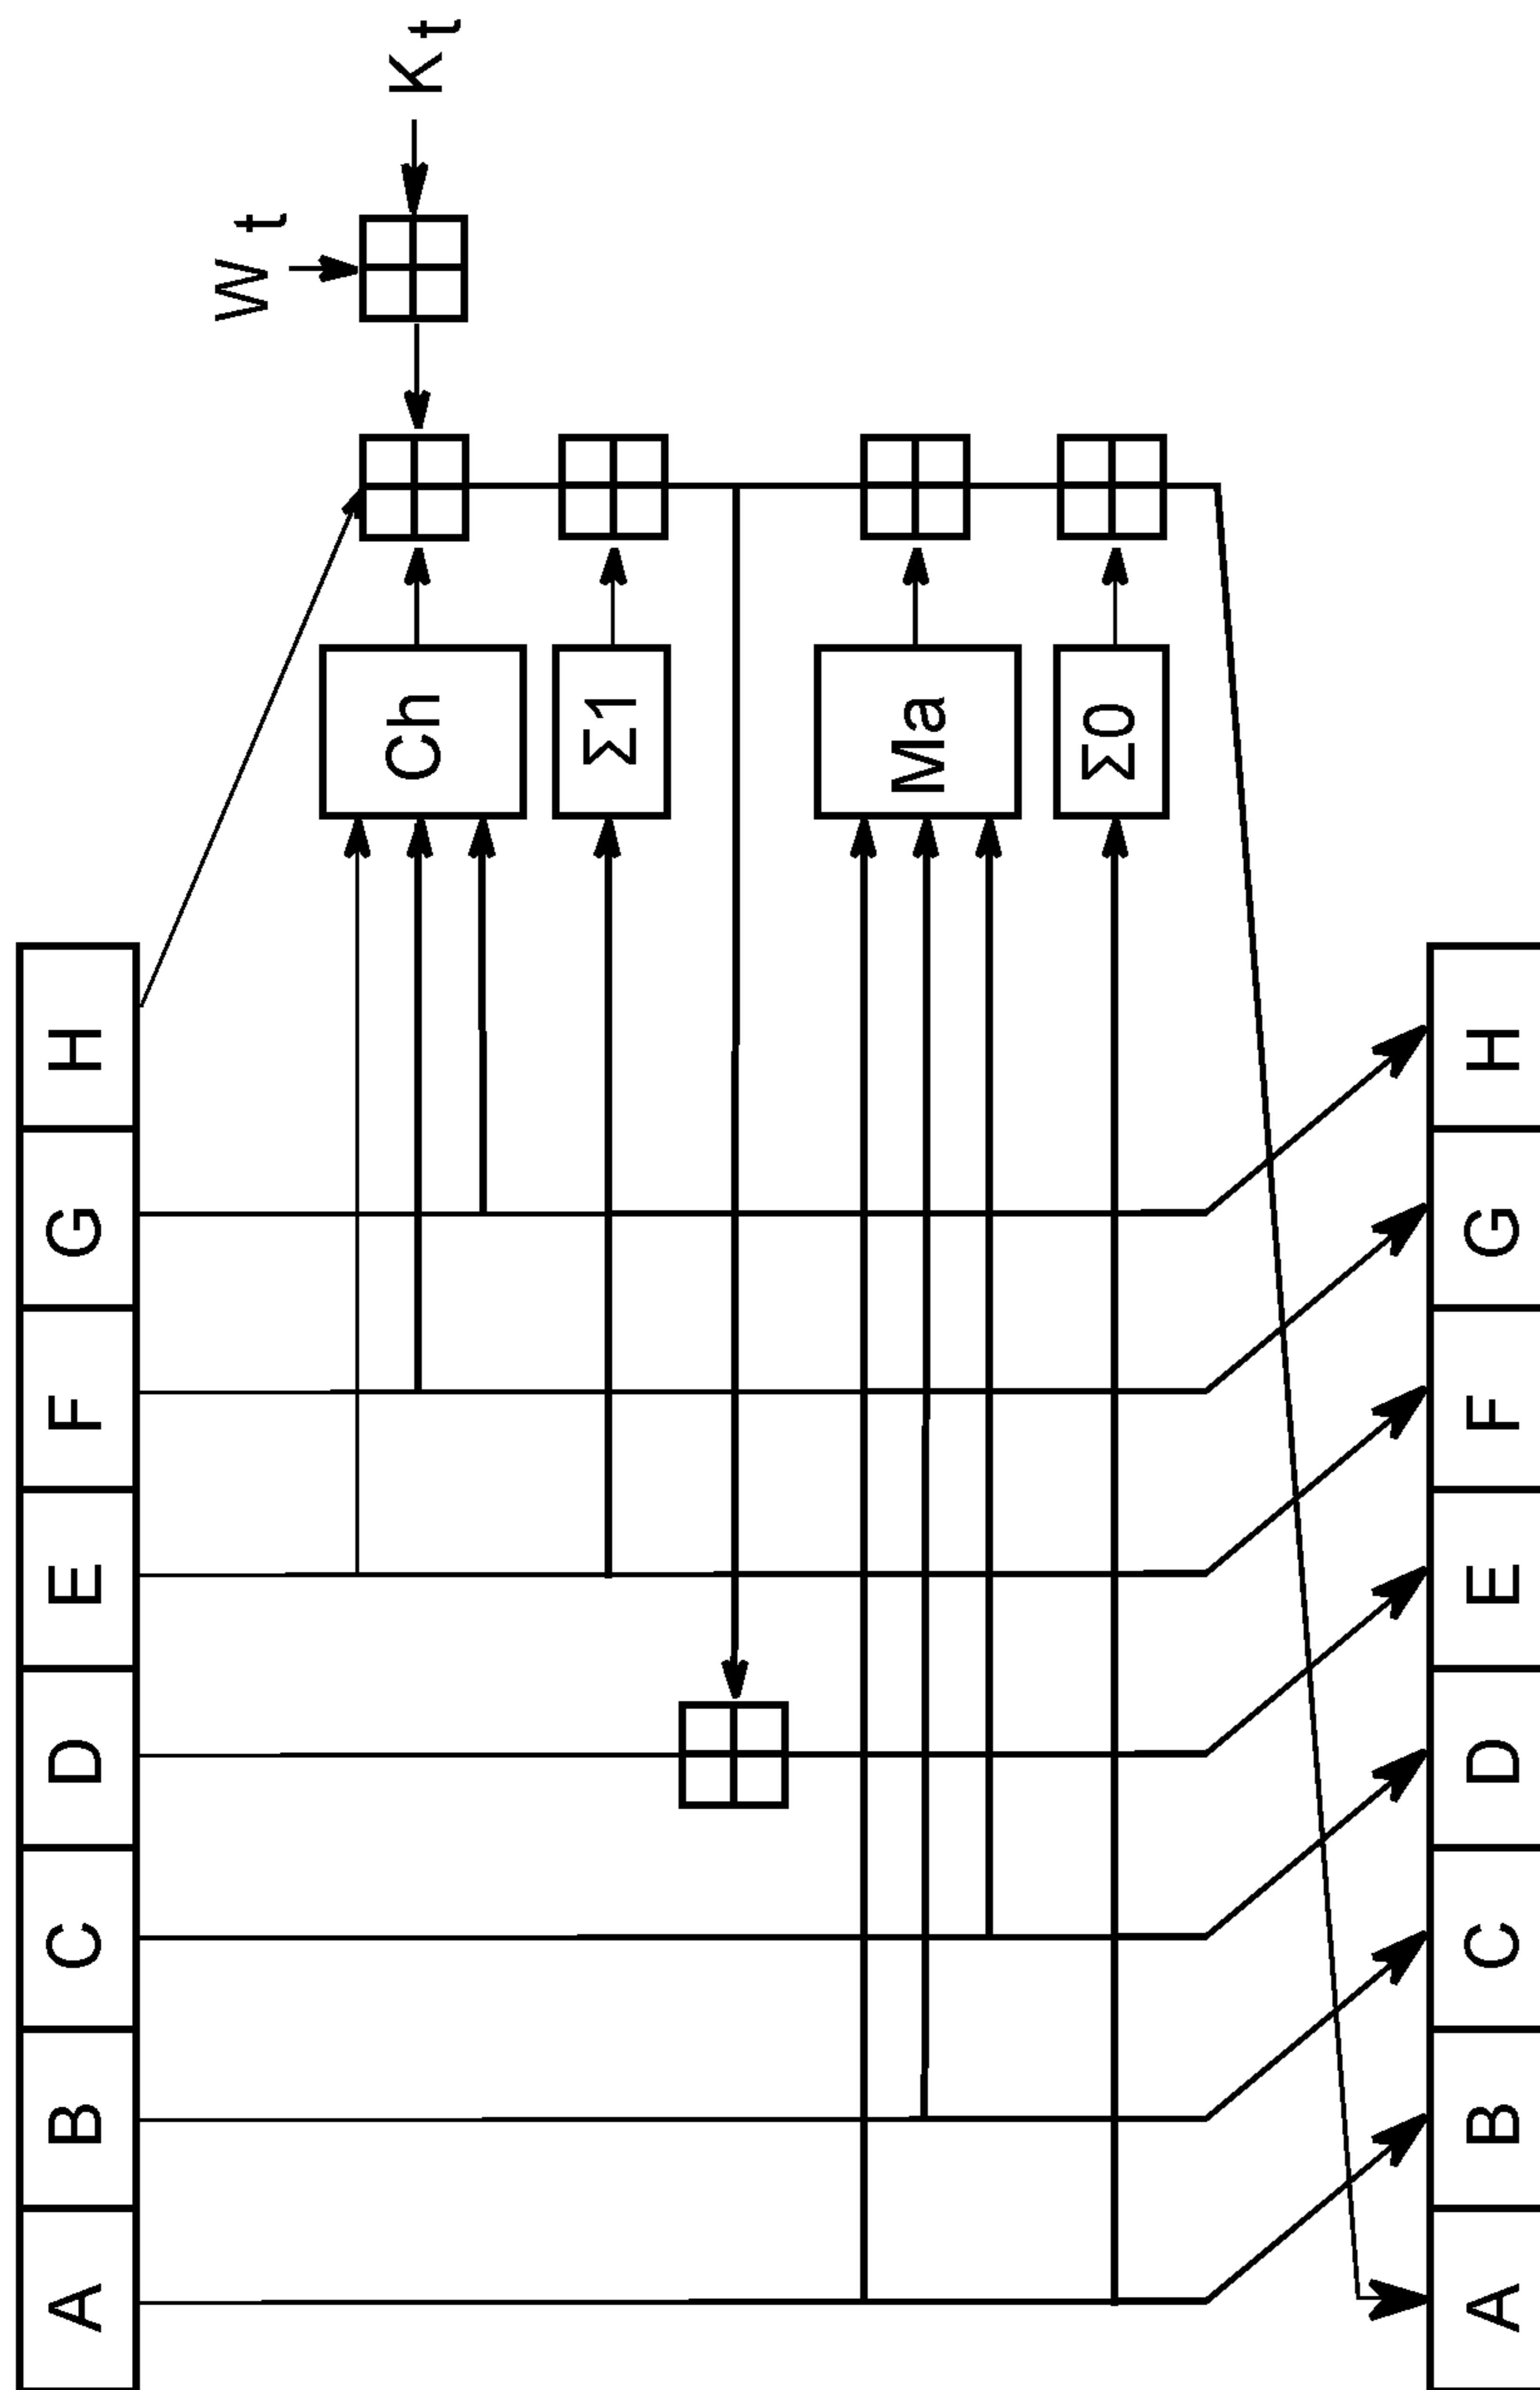 A B C D E F G H
W t
K t
Ch
Σ1
Ma
Σ0
A B C D E F G H